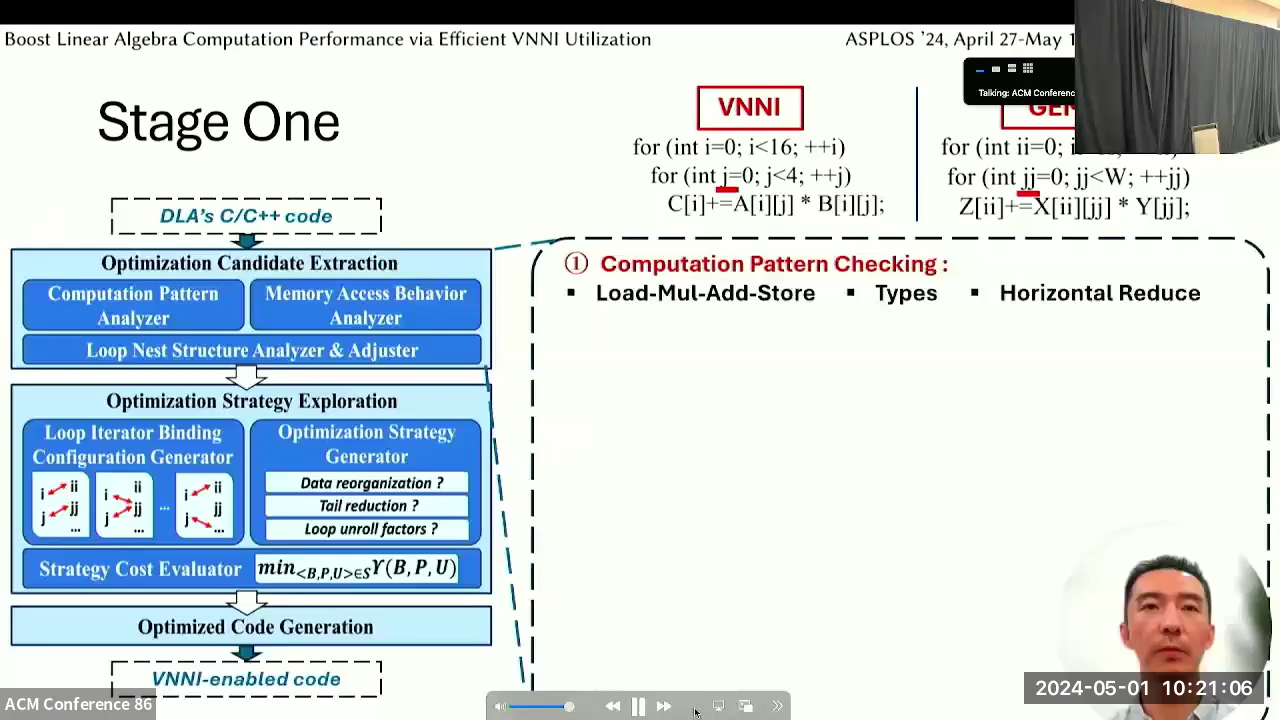 Boost Linear Algebra Computation Performance via Efficient VNNI Utilization
ASPLOS '24, April 27-May 1
Talking: ACM Conferenc
Stage One
VNNI
for (int i=0; i<16; ++i)
for (int j=0; j<4; ++j)
C[i]+=A[i][j] * B[i][j];
for (int ii=0;
for (int jj=0; jj<W; ++jj)
Z[ii]+=X[ii][jj] * Y[jj];
DLA's C/C++ code
Optimization Candidate Extraction
Computation Pattern
Analyzer
Memory Access Behavior
Analyzer
Loop Nest Structure Analyzer & Adjuster
Optimization Strategy Exploration
Loop Iterator Binding
Configuration Generator
i ii
j jj
...
i ii
j jj
...
...
i ii
jj
j ...
Optimization Strategy
Generator
Data reorganization ?
Tail reduction ?
Loop unroll factors ?
Strategy Cost Evaluator
min<B,P,U>∈S Υ(B, P, U)
Optimized Code Generation
VNNI-enabled code
① Computation Pattern Checking :
▪ Load-Mul-Add-Store ▪ Types ▪ Horizontal Reduce
ACM Conference 86
2024-05-01 10:21:06